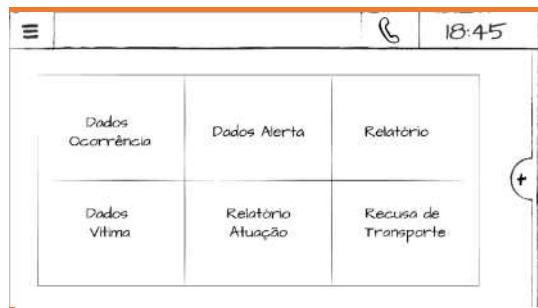 18:45
Dados
Ocorrência
Dados Alerta
Relatório
Dados
Vítima
Relatório
Atuação
Recusa de
Transporte
+